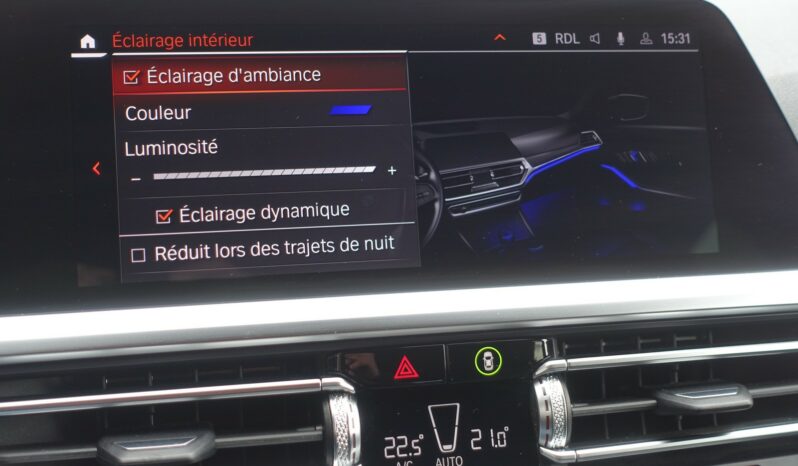 Éclairage intérieur
5 RDL 15:31
Éclairage d'ambiance
Couleur
Luminosité
– +
Éclairage dynamique
Réduit lors des trajets de nuit
22.5° 21.0°
A/C AUTO